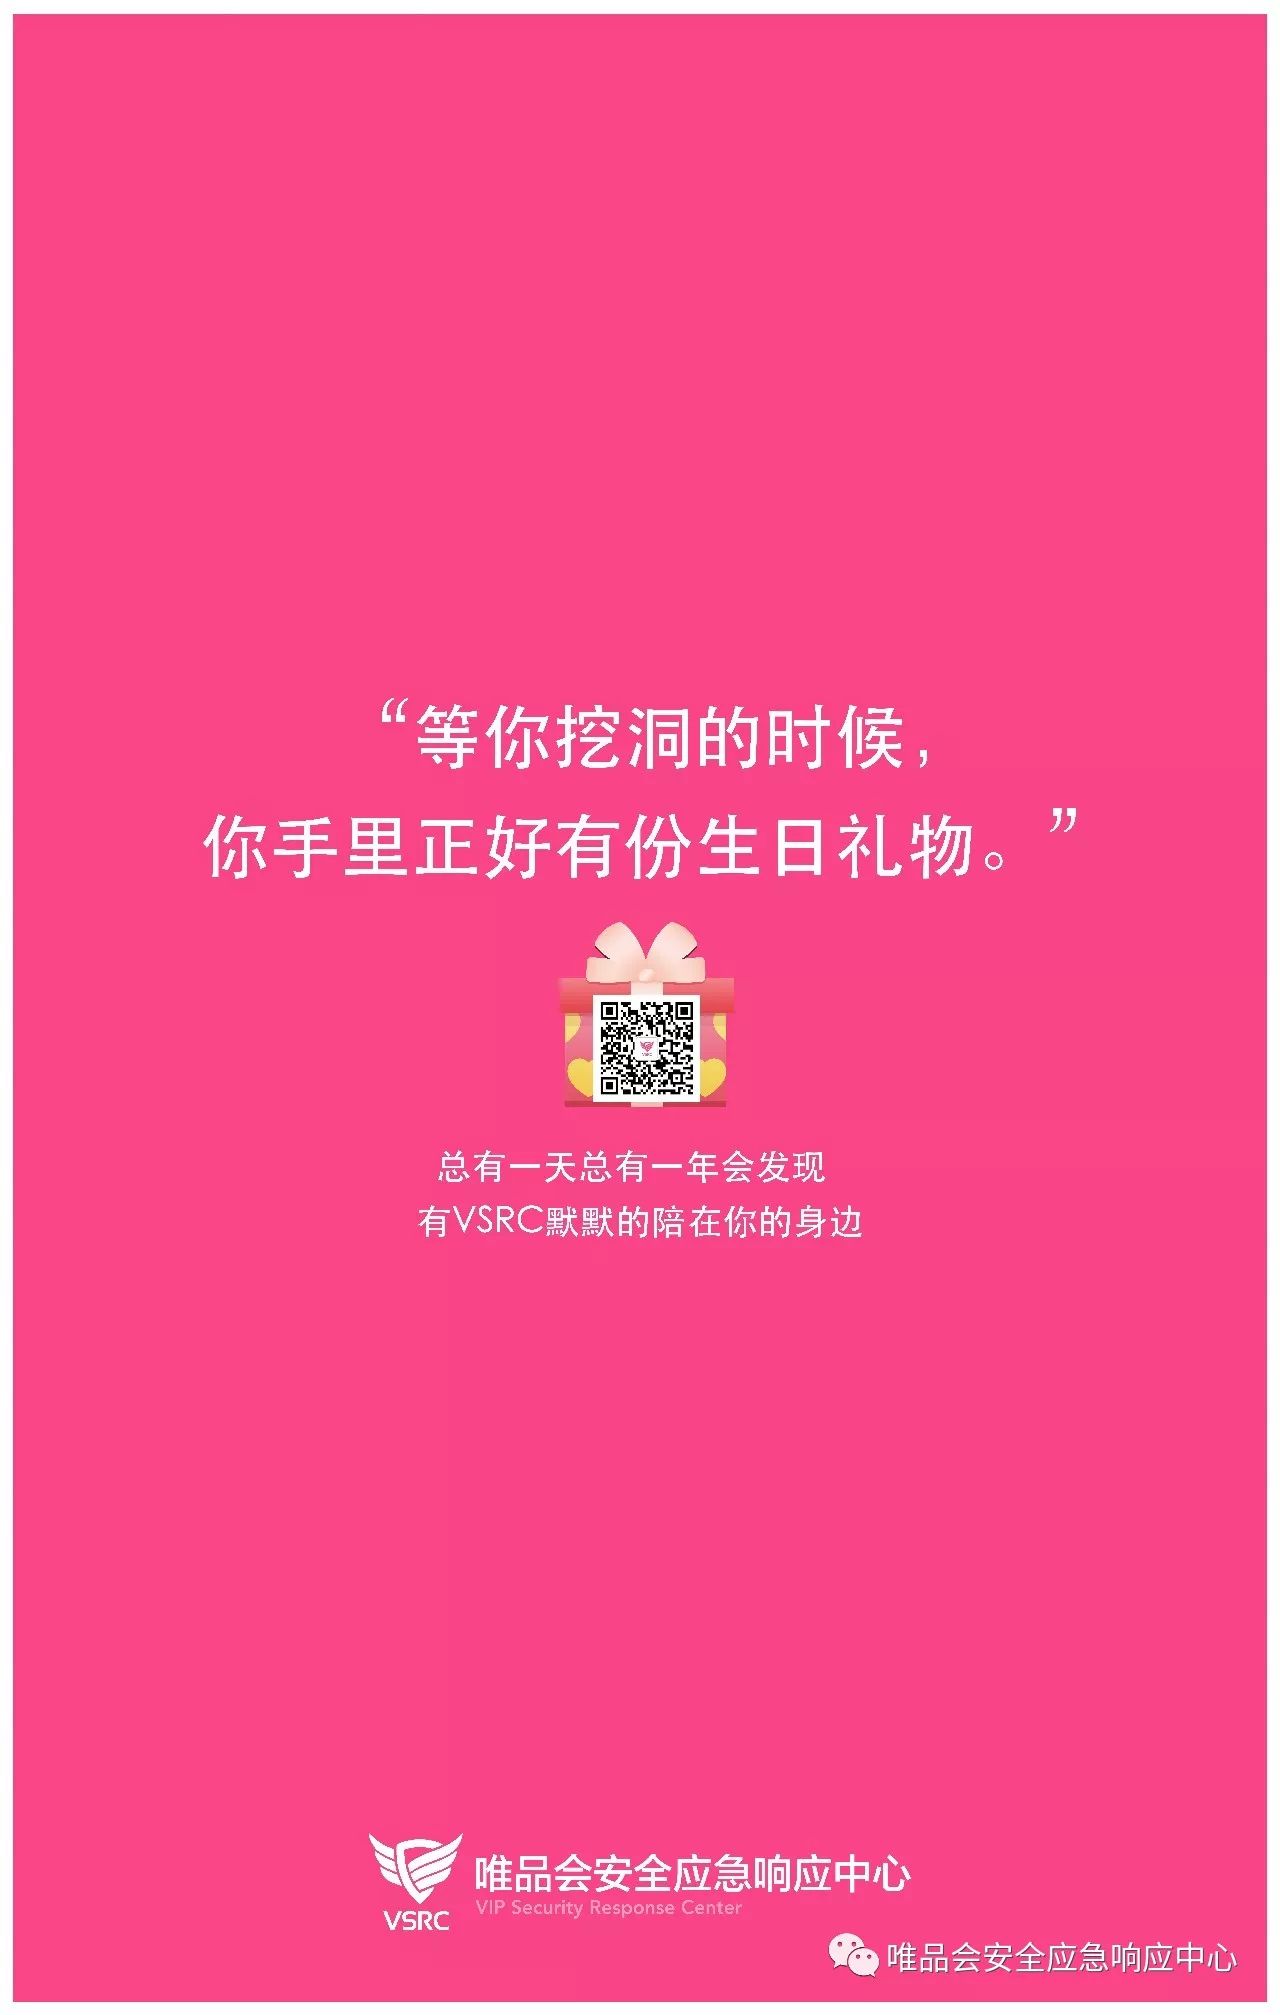 “等你挖洞的时候，
你手里正好有份生日礼物。”
VSRC
总有一天总有一年会发现
有VSRC默默的陪在你的身边
唯品会安全应急响应中心
VIP Security Response Center
VSRC
唯品会安全应急响应中心